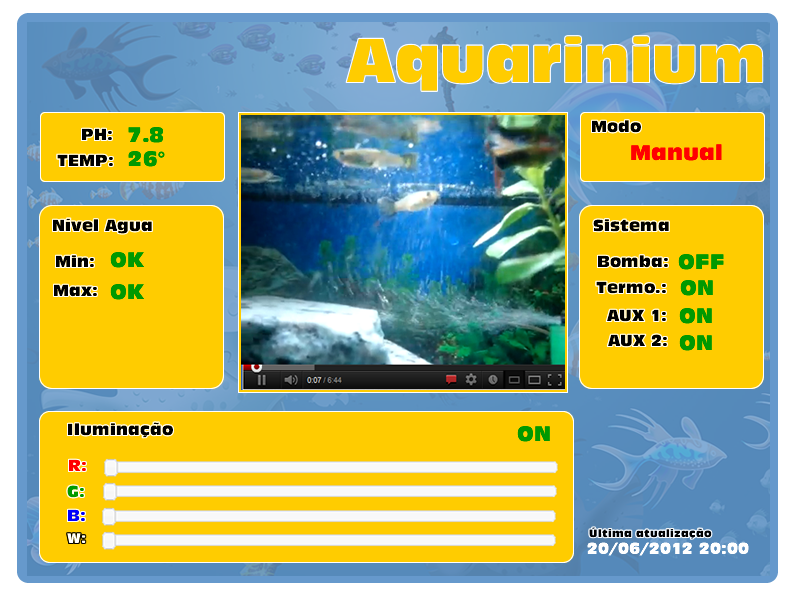 Aquarinium
PH: 7.8
TEMP: 26°
Modo
Manual
Nível Agua
Min: OK
Max: OK
Sistema
Bomba: OFF
Termo.: ON
AUX 1: ON
AUX 2: ON
0:07 / 6:44
Iluminação ON
R:
G:
B:
W:
Última atualização
20/06/2012 20:00